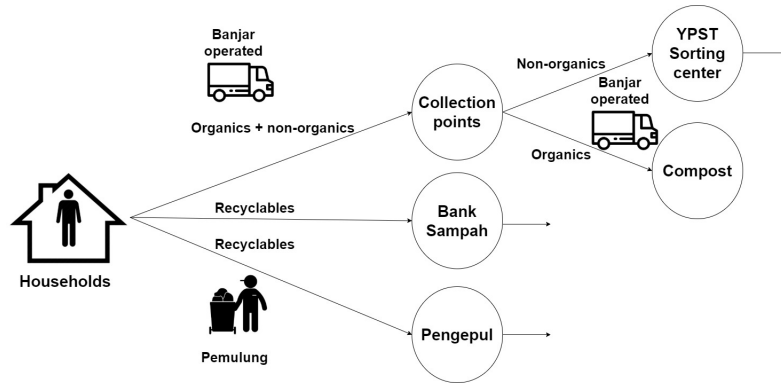 Banjar
operated
YPST
Sorting
center
Non-organics
Banjar
operated
Collection
points
Organics + non-organics
Organics
Compost
Recyclables
Bank
Sampah
Recyclables
Households
Pengepul
Pemulung